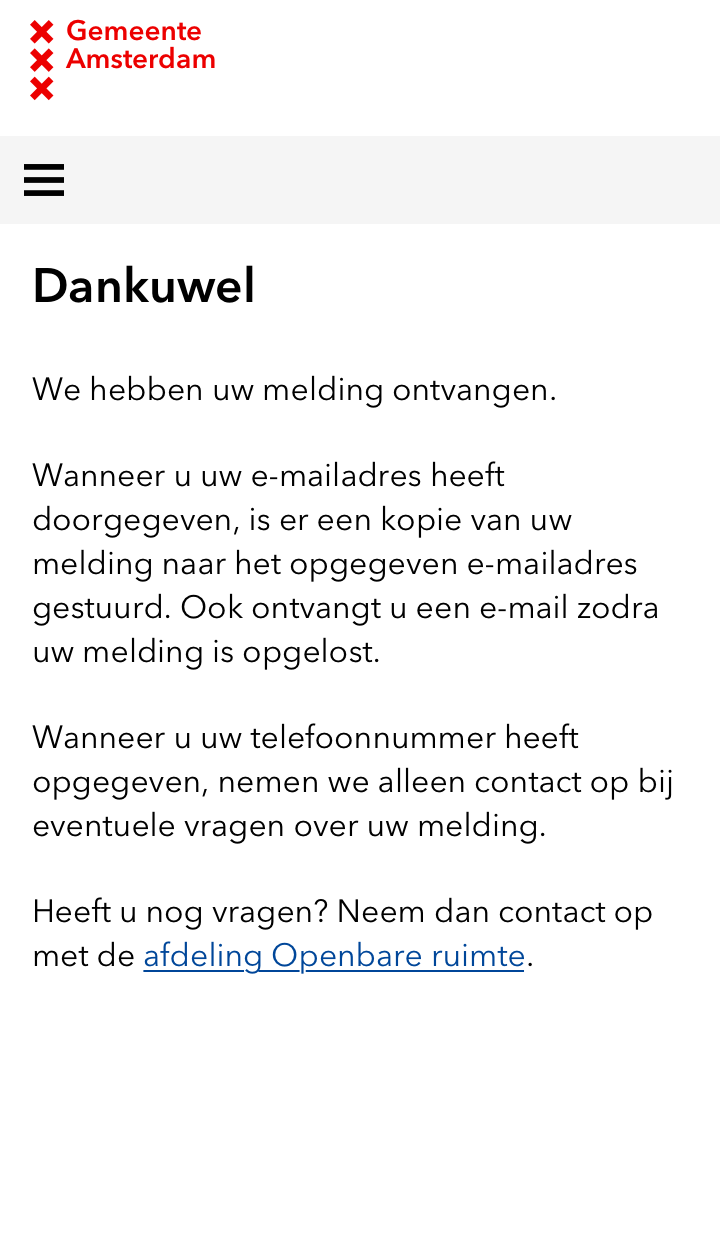 Gemeente
Amsterdam
Dankuwel
We hebben uw melding ontvangen.
Wanneer u uw e-mailadres heeft
doorgegeven, is er een kopie van uw
melding naar het opgegeven e-mailadres
gestuurd. Ook ontvangt u een e-mail zodra
uw melding is opgelost.
Wanneer u uw telefoonnummer heeft
opgegeven, nemen we alleen contact op bij
eventuele vragen over uw melding.
Heeft u nog vragen? Neem dan contact op
met de afdeling Openbare ruimte.